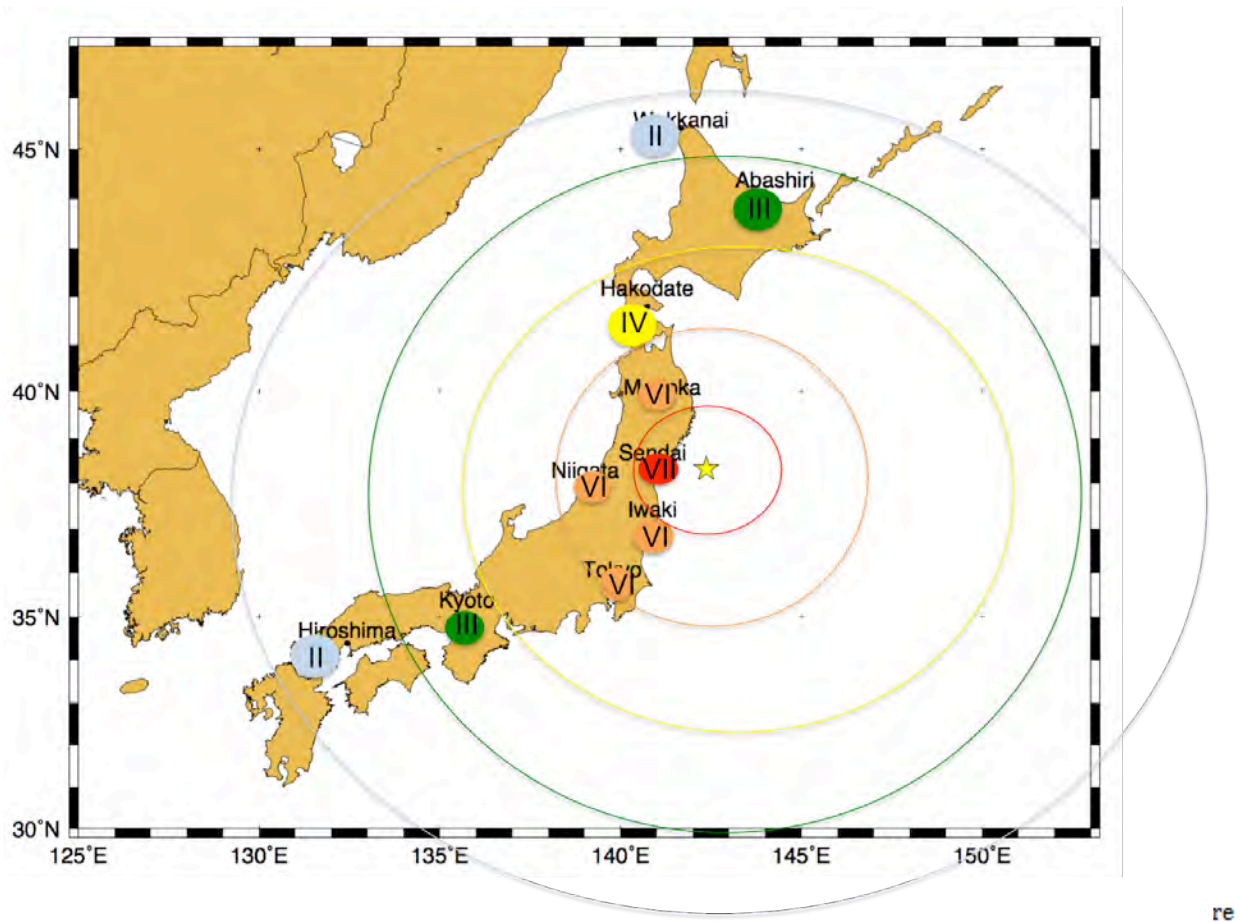 45°N
40°N
35°N
30°N
125°E
130°E
135°E
140°E
145°E
150°E
II
Abashiri
III
Hakodate
IV
VI
Sendai
VII
Niigata
VI
Iwaki
VI
Tokyo
VI
Kyoto
III
Hiroshima
II
re